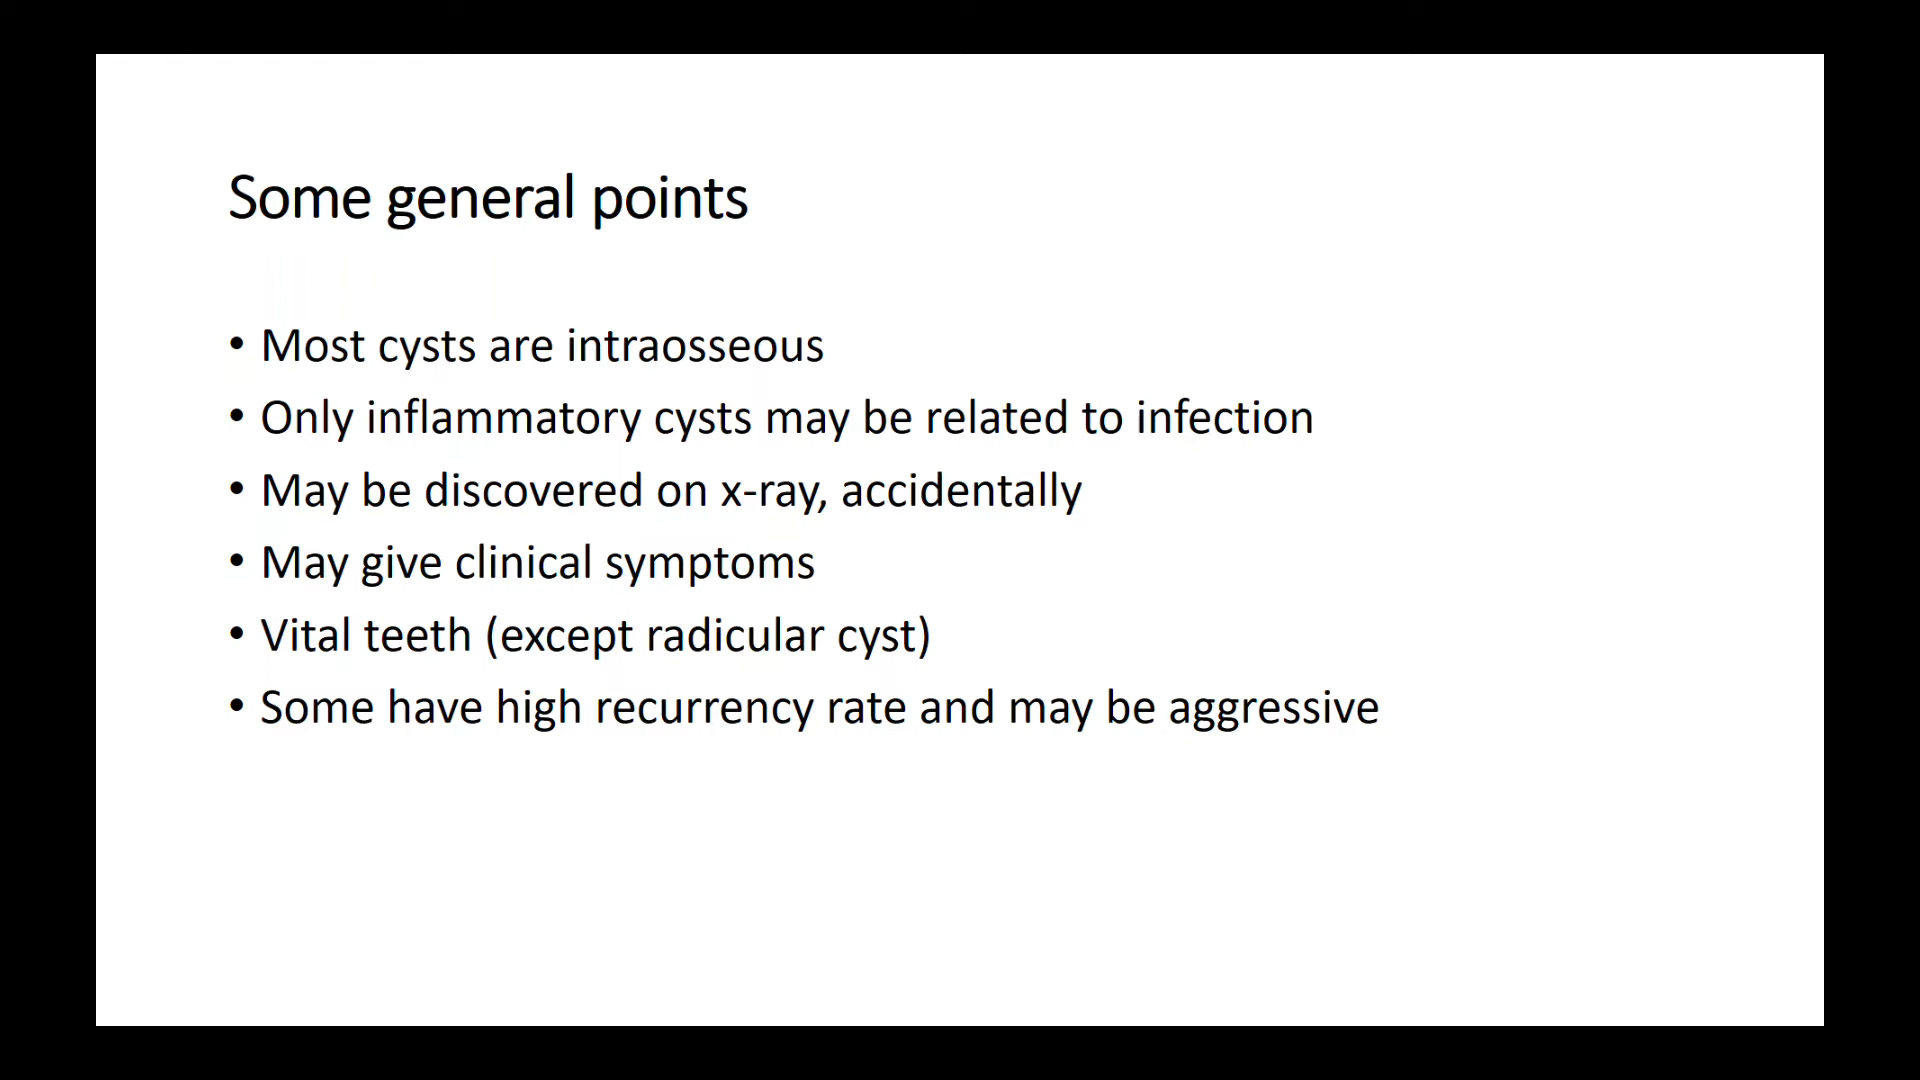 Some general points
• Most cysts are intraosseous
• Only inflammatory cysts may be related to infection
• May be discovered on x-ray, accidentally
• May give clinical symptoms
• Vital teeth (except radicular cyst)
• Some have high recurrency rate and may be aggressive